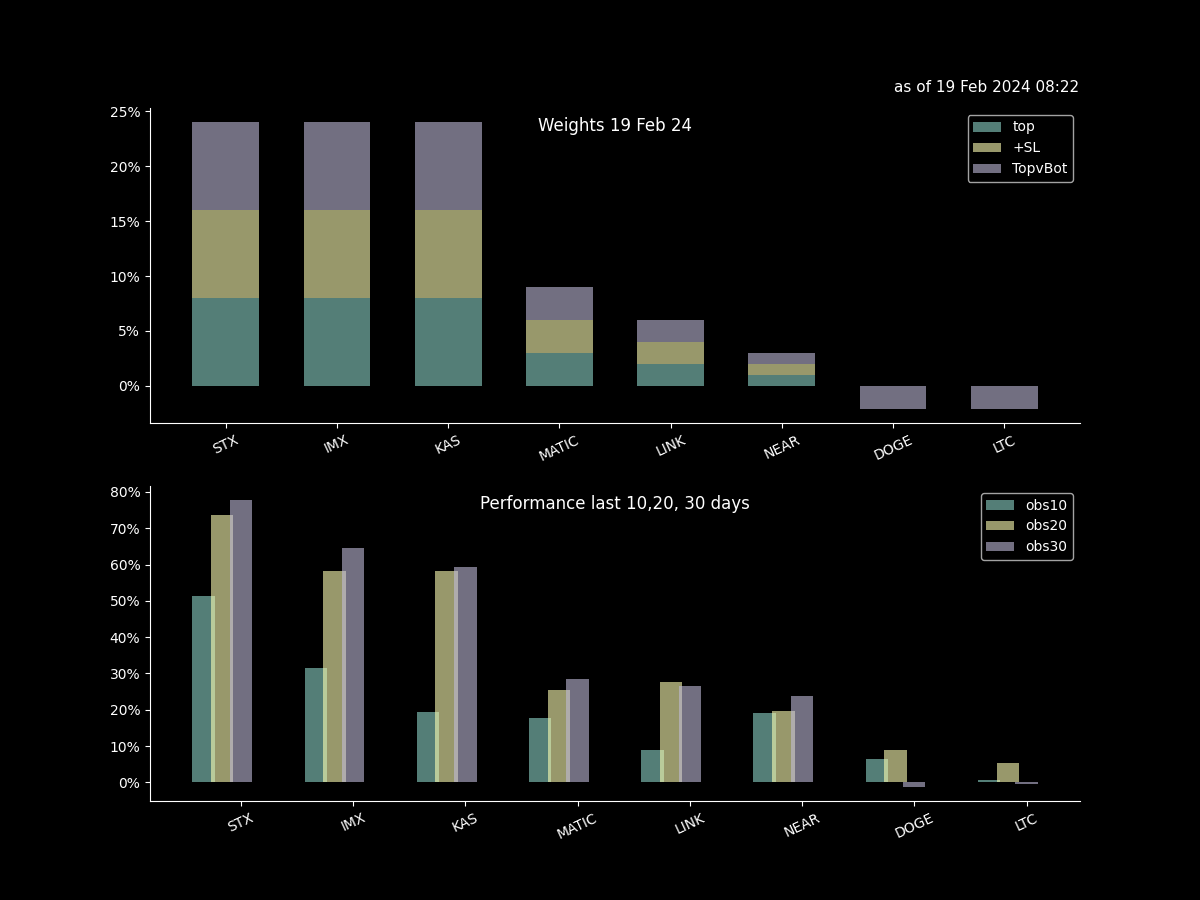 as of 19 Feb 2024 08:22
Weights 19 Feb 24
top
+SL
TopvBot
25%
20%
15%
10%
5%
0%
STX IMX KAS MATIC LINK NEAR DOGE LTC
Performance last 10,20, 30 days
obs10
obs20
obs30
80%
70%
60%
50%
40%
30%
20%
10%
0%
STX IMX KAS MATIC LINK NEAR DOGE LTC